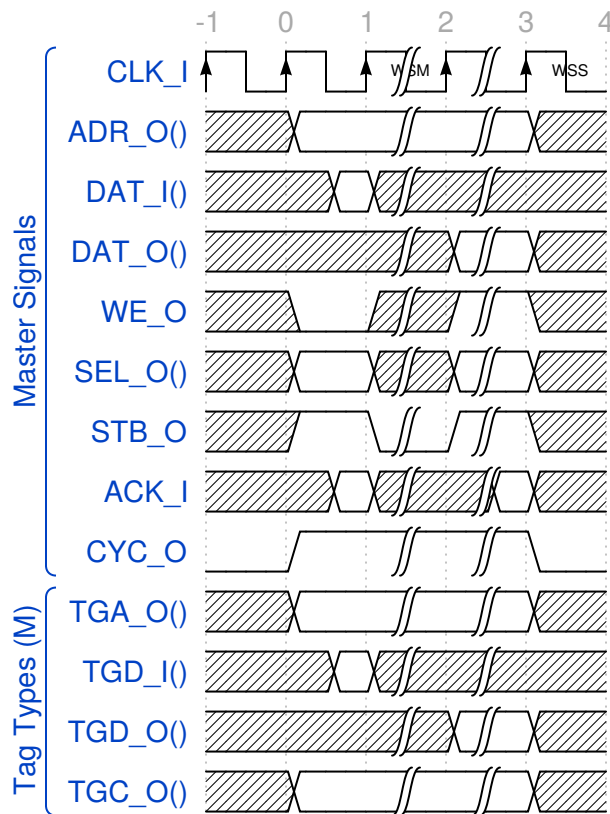 -1 0 1 2 3 4
CLK_I
WSM
WSS
ADR_O()
DAT_I()
DAT_O()
WE_O
SEL_O()
STB_O
ACK_I
CYC_O
Master Signals
TGA_O()
TGD_I()
TGD_O()
TGC_O()
Tag Types (M)